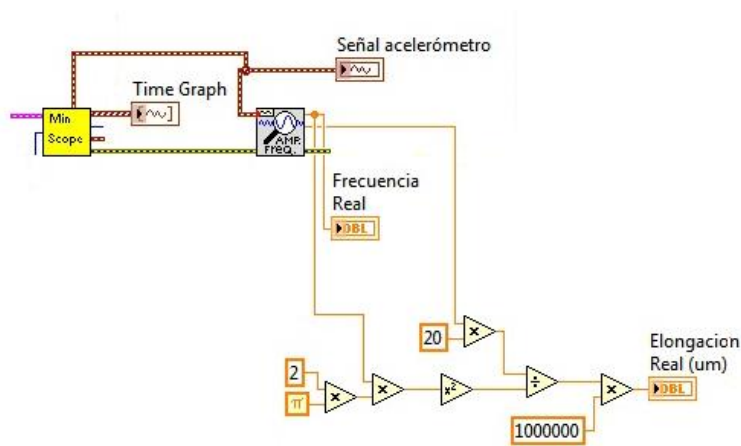 Señal acelerómetro
Time Graph
Min
Scope
AMP.
FREQ.
Frecuencia
Real
DBL
20
Elongacion
Real (um)
2
π
x²
DBL
1000000